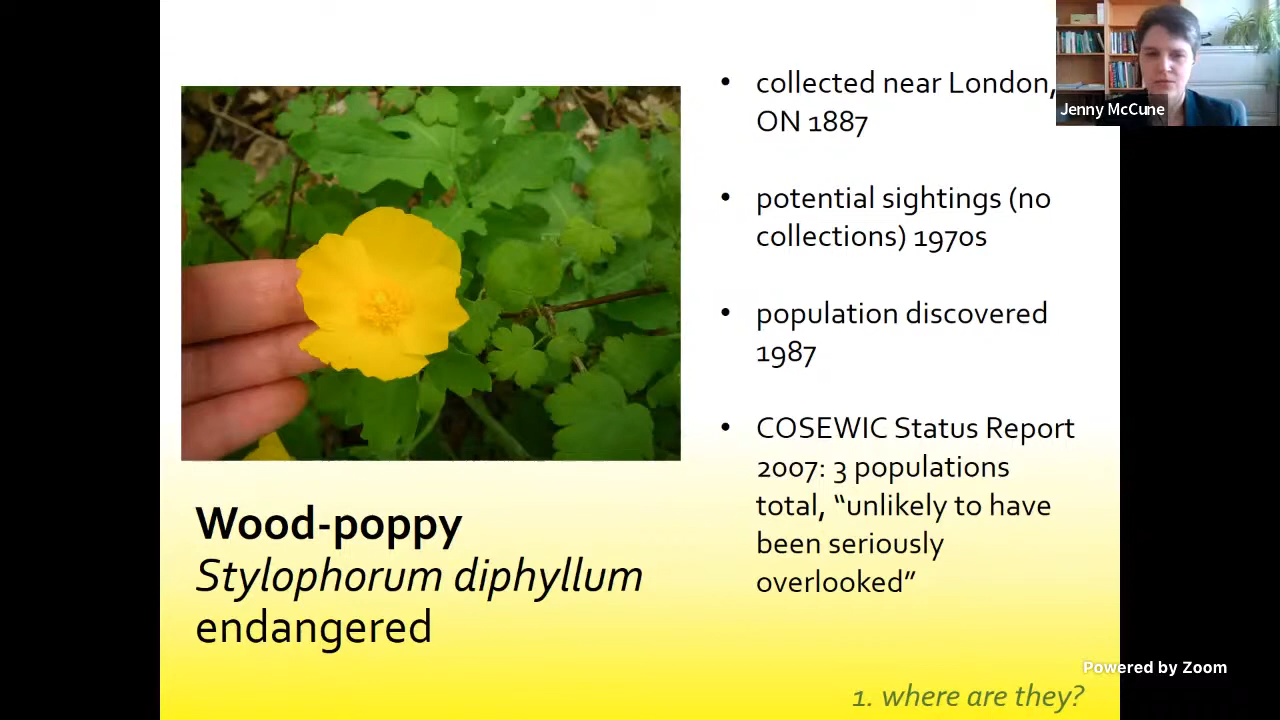 • collected near London,
ON 1887
• potential sightings (no
collections) 1970s
• population discovered
1987
• COSEWIC Status Report
2007: 3 populations
total, “unlikely to have
been seriously
overlooked”
Wood-poppy
Stylophorum diphyllum
endangered
1. where are they?
Jenny McCune
Powered by Zoom